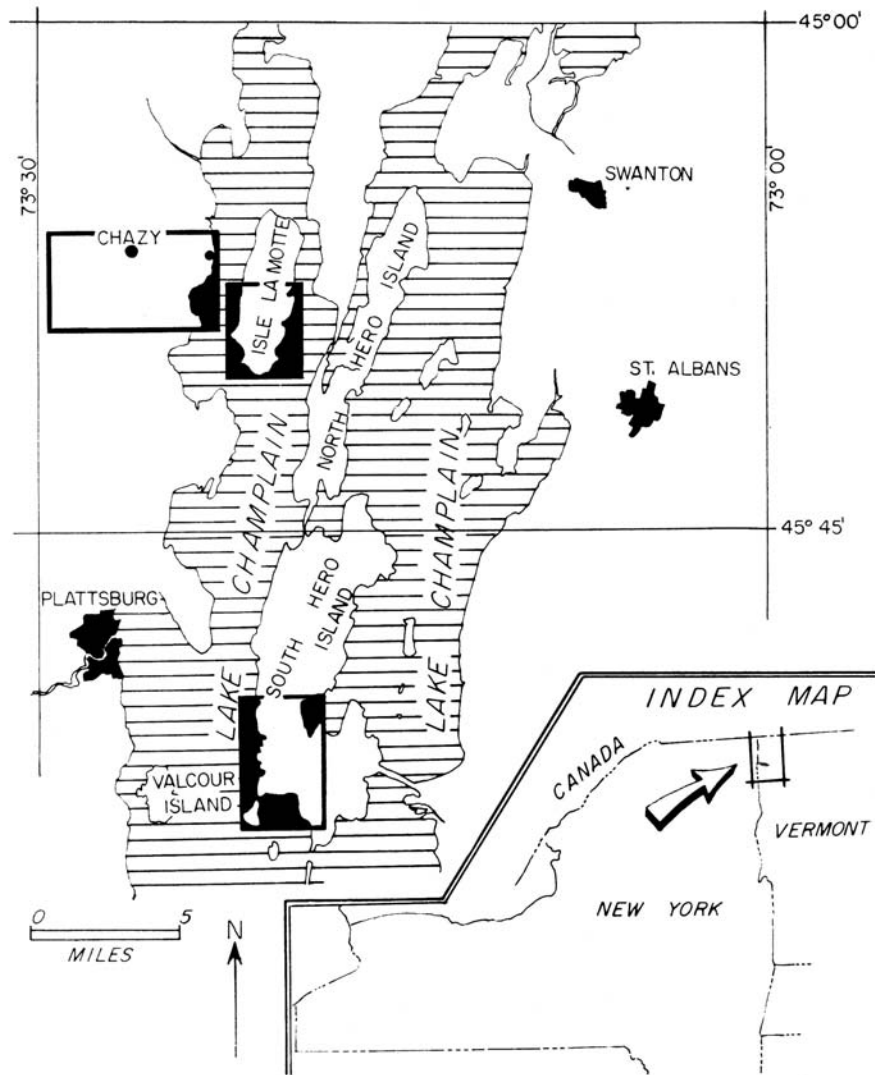 45°00'
73°30'
73°00
SWANTON
CHAZY
ISLE LA MOTTE
NORTH HERO ISLAND
ST. ALBANS
LAKE CHAMPLAIN
LAKE CHAMPLAIN
45°45'
PLATTSBURG
SOUTH HERO
ISLAND
VALCOUR
ISLAND
INDEX MAP
CANADA
VERMONT
NEW YORK
0 5
MILES
N